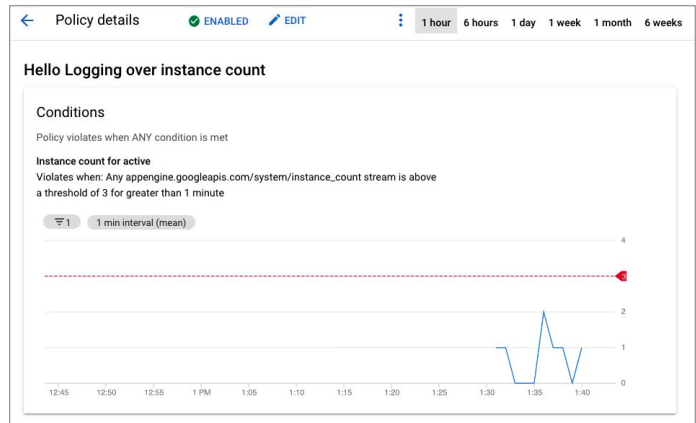 Policy details ENABLED EDIT 1 hour 6 hours 1 day 1 week 1 month 6 weeks
Hello Logging over instance count
Conditions
Policy violates when ANY condition is met
Instance count for active
Violates when: Any appengine.googleapis.com/system/instance_count stream is above
a threshold of 3 for greater than 1 minute
1 1 min interval (mean)
4
3
2
1
0
12:45 12:50 12:55 1 PM 1:05 1:10 1:15 1:20 1:25 1:30 1:35 1:40